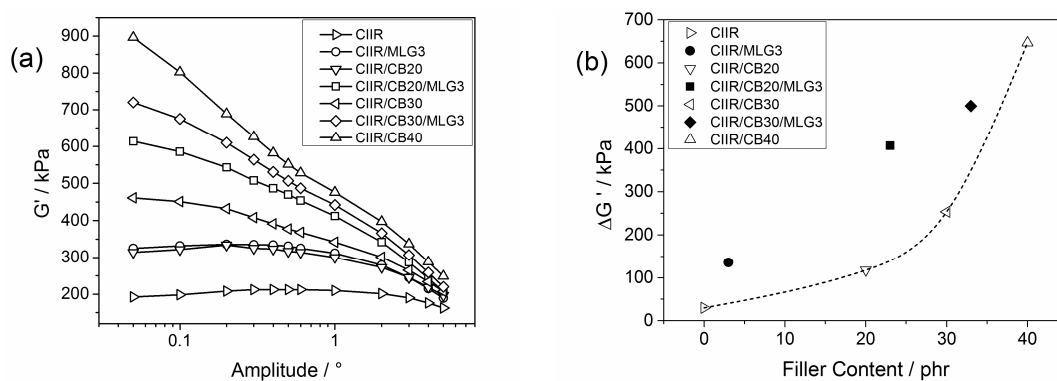 (a)
G' / kPa
900
800
700
600
500
400
300
200
CIIR
CIIR/MLG3
CIIR/CB20
CIIR/CB20/MLG3
CIIR/CB30
CIIR/CB30/MLG3
CIIR/CB40
0.1
1
Amplitude / °
(b)
ΔG ' / kPa
700
600
500
400
300
200
100
0
CIIR
CIIR/MLG3
CIIR/CB20
CIIR/CB20/MLG3
CIIR/CB30
CIIR/CB30/MLG3
CIIR/CB40
0
10
20
30
40
Filler Content / phr